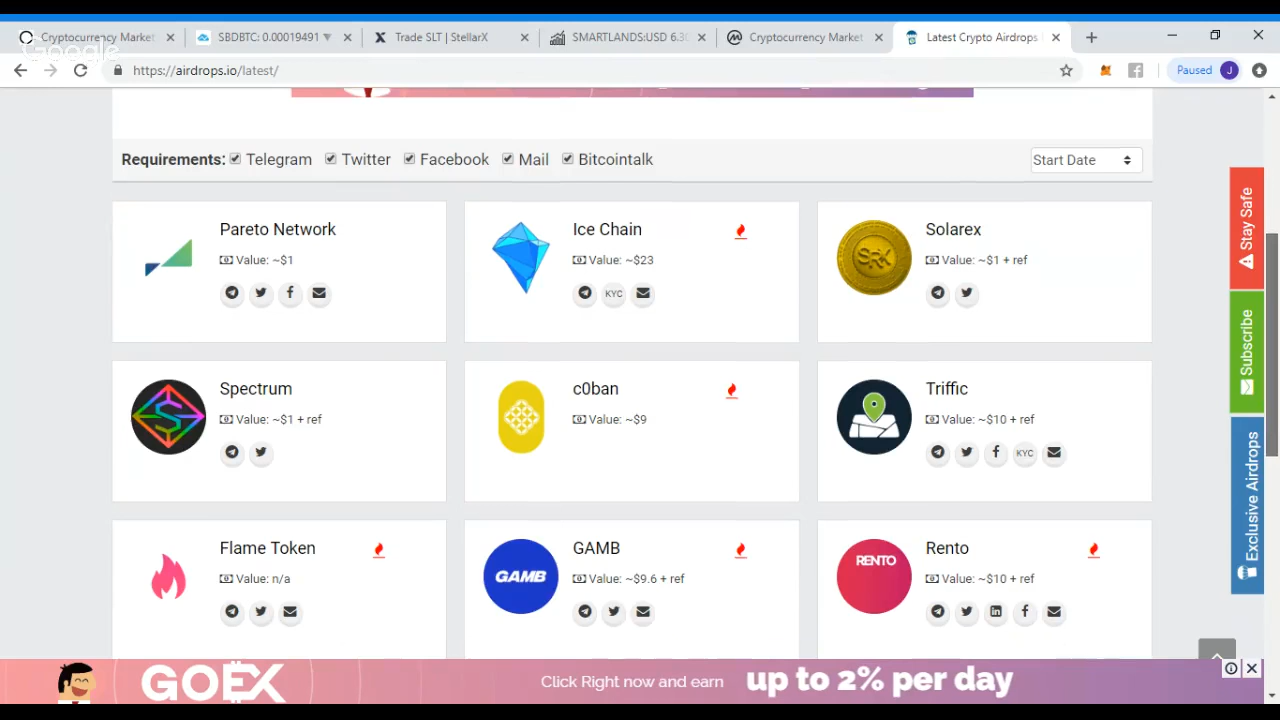 Cryptocurrency Market
SBDBTC: 0.00019491 ▼
Trade SLT | StellarX
SMARTLANDS:USD 6.30
Cryptocurrency Market
Latest Crypto Airdrops
Google
https://airdrops.io/latest/
Paused J
Requirements: Telegram Twitter Facebook Mail Bitcointalk
Start Date
Pareto Network
Value: ~$1
Ice Chain
Value: ~$23
KYC
Solarex
SRX
Value: ~$1 + ref
Spectrum
Value: ~$1 + ref
c0ban
Value: ~$9
Triffic
Value: ~$10 + ref
KYC
Flame Token
Value: n/a
GAMB
GAMB
Value: ~$9.6 + ref
RENTO
Rento
Value: ~$10 + ref
Stay Safe
Subscribe
Exclusive Airdrops
GOEX
Click Right now and earn up to 2% per day